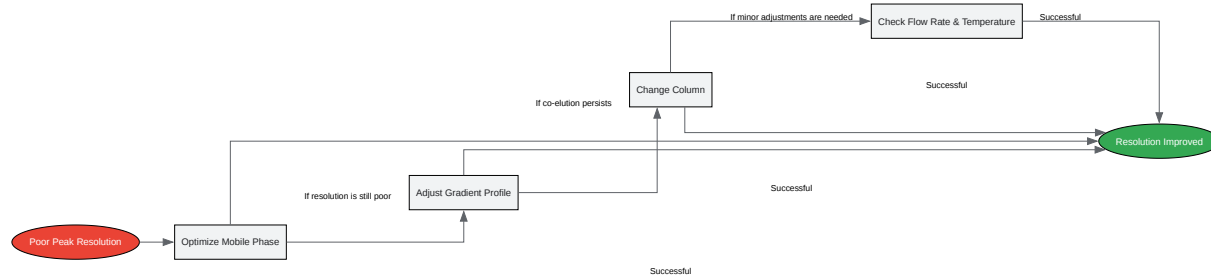 If minor adjustments are needed
Check Flow Rate & Temperature
Successful
Change Column
Successful
If co-elution persists
Resolution Improved
Adjust Gradient Profile
If resolution is still poor
Successful
Poor Peak Resolution
Optimize Mobile Phase
Successful